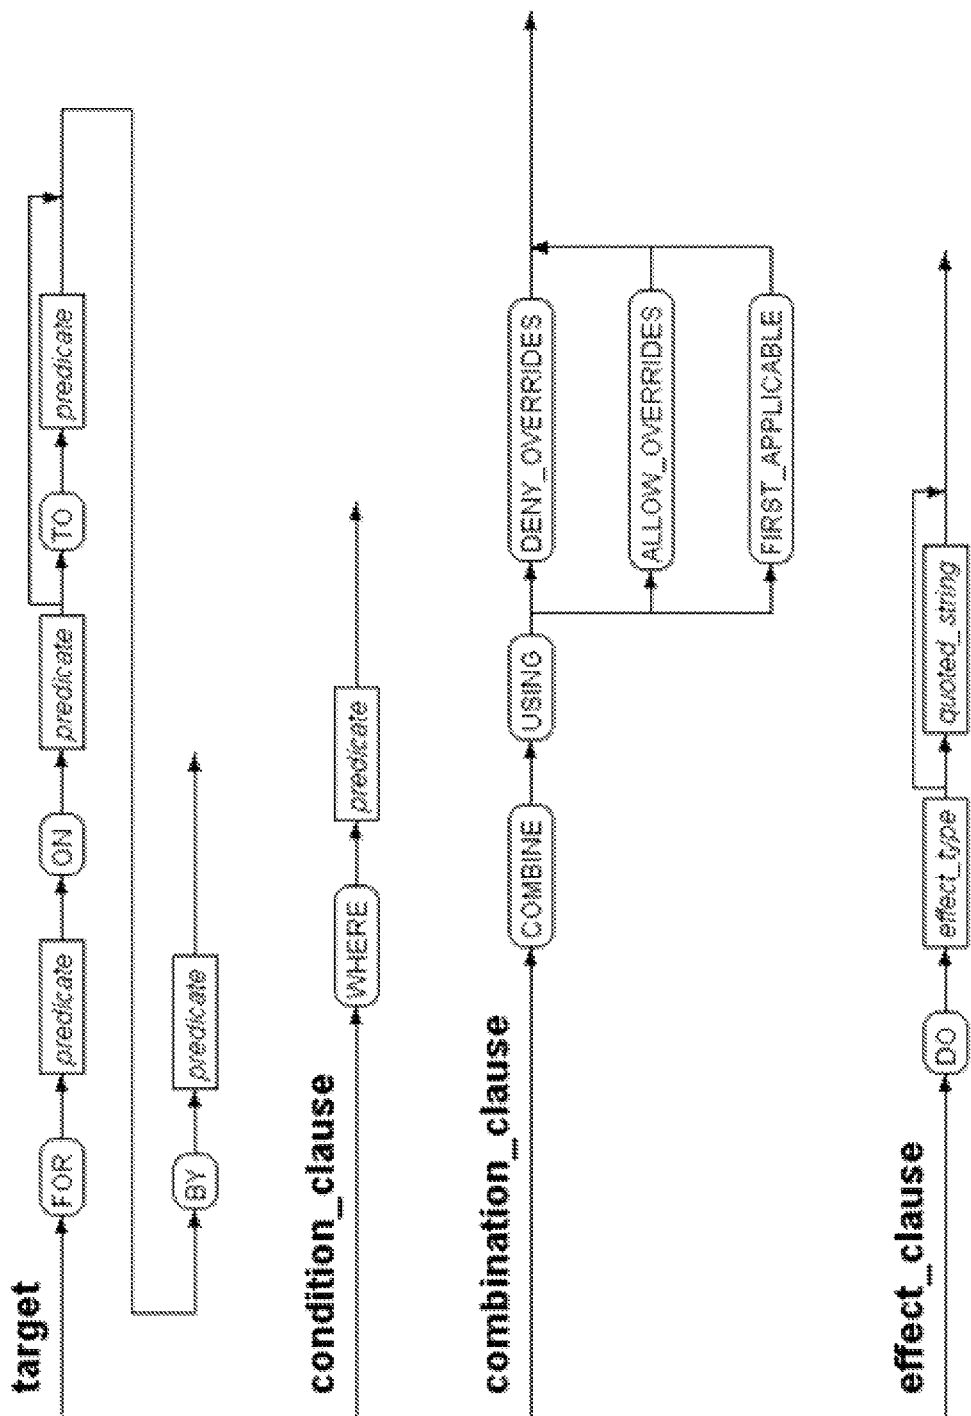 target
FOR predicate ON predicate TO predicate
BY predicate
condition_clause
WHERE predicate
combination_clause
COMBINE USING DENY_OVERRIDES
ALLOW_OVERRIDES
FIRST_APPLICABLE
effect_clause
DO effect_type quoted_string